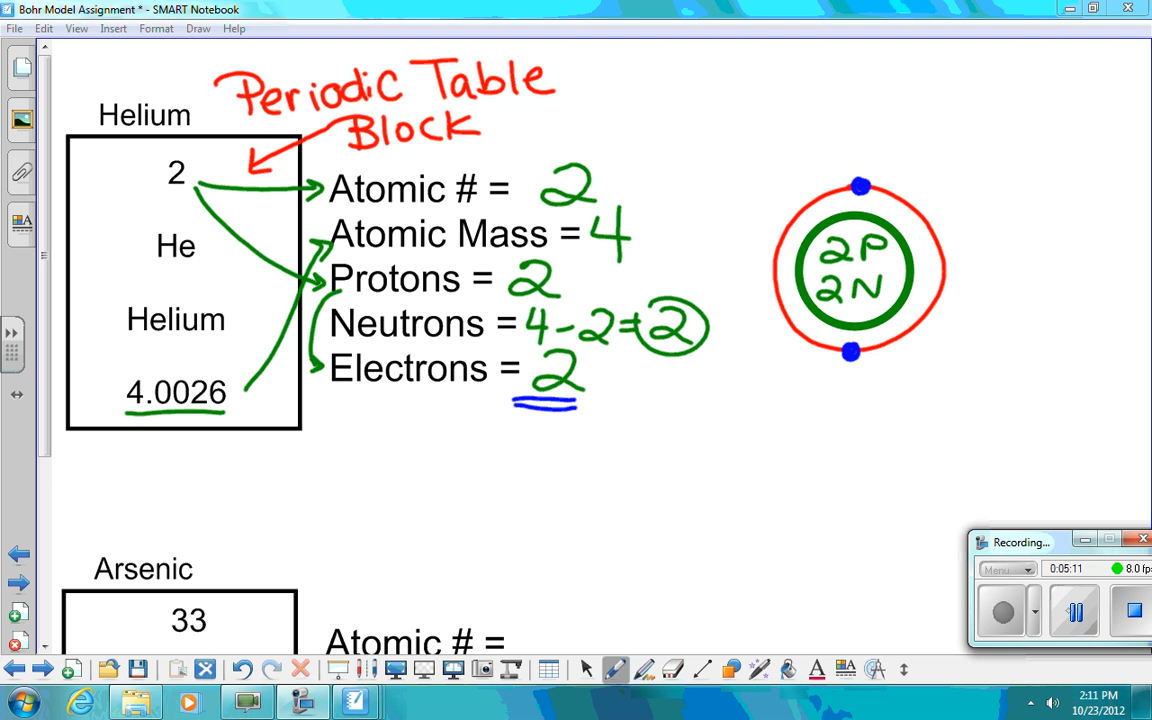 Bohr Model Assignment * - SMART Notebook
File Edit View Insert Format Draw Help
Periodic Table
Block
Helium
2
He
Helium
4.0026
Atomic # = 2
Atomic Mass = 4
Protons = 2
Neutrons = 4-2=2
Electrons = 2
2P
2N
Arsenic
33
Atomic # =
Recording...
Menu
0:05:11
8.0 fp
2:11 PM
10/23/2012